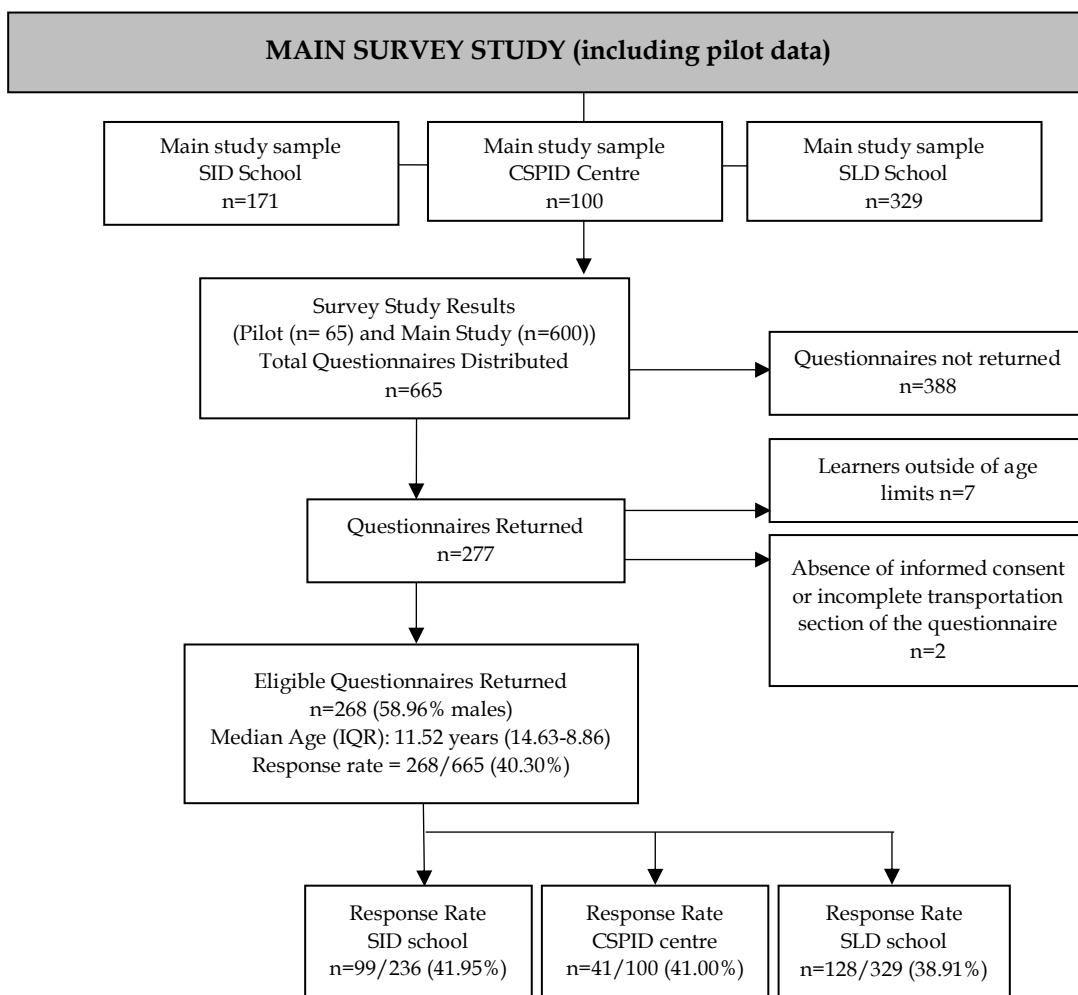 MAIN SURVEY STUDY (including pilot data)
Main study sample
SID School
n=171
Main study sample
CSPID Centre
n=100
Main study sample
SLD School
n=329
Survey Study Results
(Pilot (n= 65) and Main Study (n=600))
Total Questionnaires Distributed
n=665
Questionnaires not returned
n=388
Learners outside of age
limits n=7
Questionnaires Returned
n=277
Absence of informed consent
or incomplete transportation
section of the questionnaire
n=2
Eligible Questionnaires Returned
n=268 (58.96% males)
Median Age (IQR): 11.52 years (14.63-8.86)
Response rate = 268/665 (40.30%)
Response Rate
SID school
n=99/236 (41.95%)
Response Rate
CSPID centre
n=41/100 (41.00%)
Response Rate
SLD school
n=128/329 (38.91%)